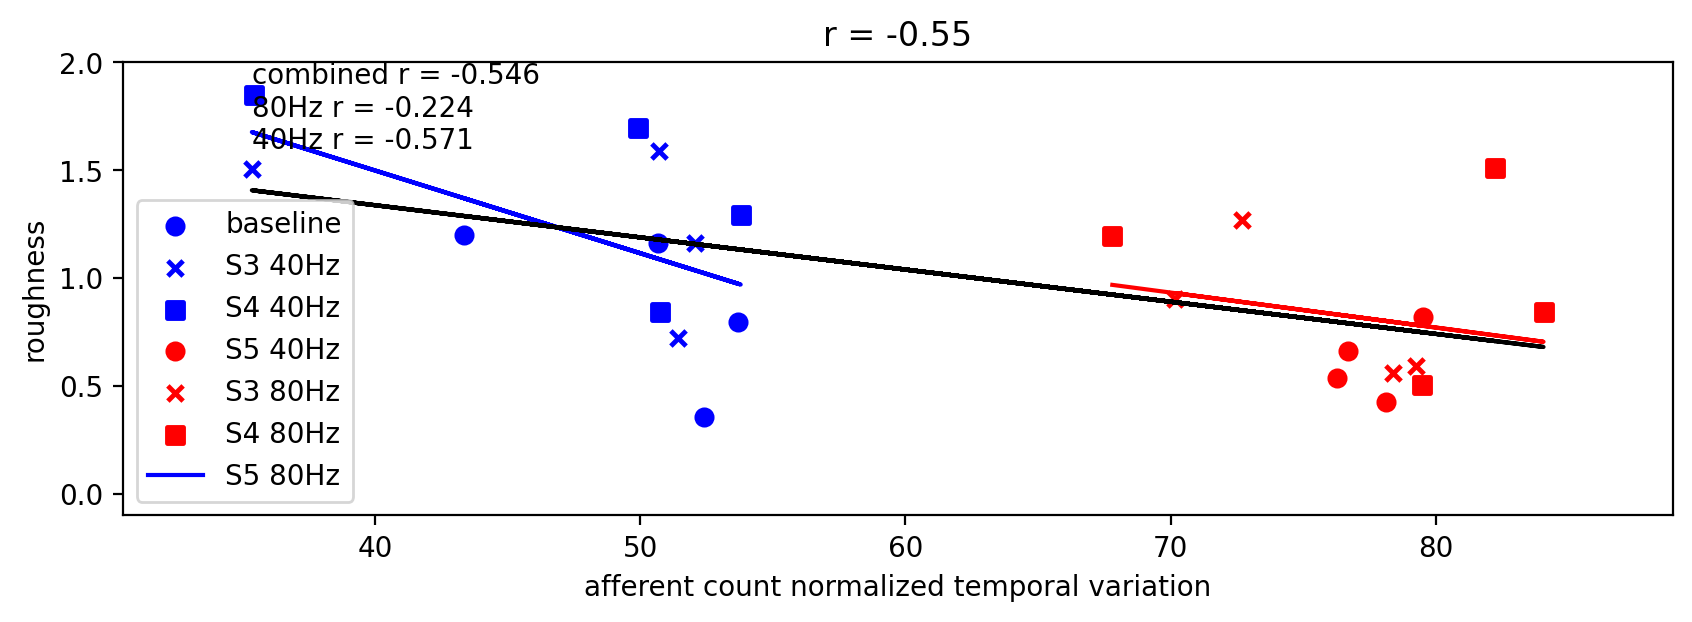 r = -0.55
combined r = -0.546
80Hz r = -0.224
40Hz r = -0.571
2.0
1.5
1.0
0.5
0.0
roughness
baseline
S3 40Hz
S4 40Hz
S5 40Hz
S3 80Hz
S4 80Hz
S5 80Hz
40 50 60 70 80
afferent count normalized temporal variation